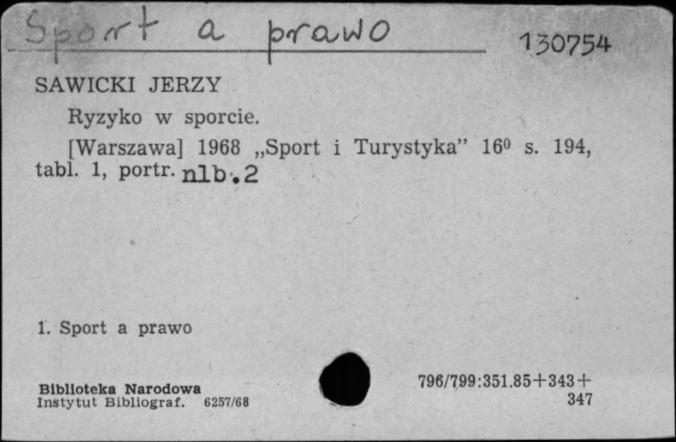 Sport a prawo
130754
SAWICKI JERZY
Ryzyko w sporcie.
[Warszawa] 1968 „Sport i Turystyka” 16⁰ s. 194,
tabl. 1, portr. nlb.2
1. Sport a prawo
796/799:351.85+343+
347
Biblioteka Narodowa
Instytut Bibliograf. 6257/68